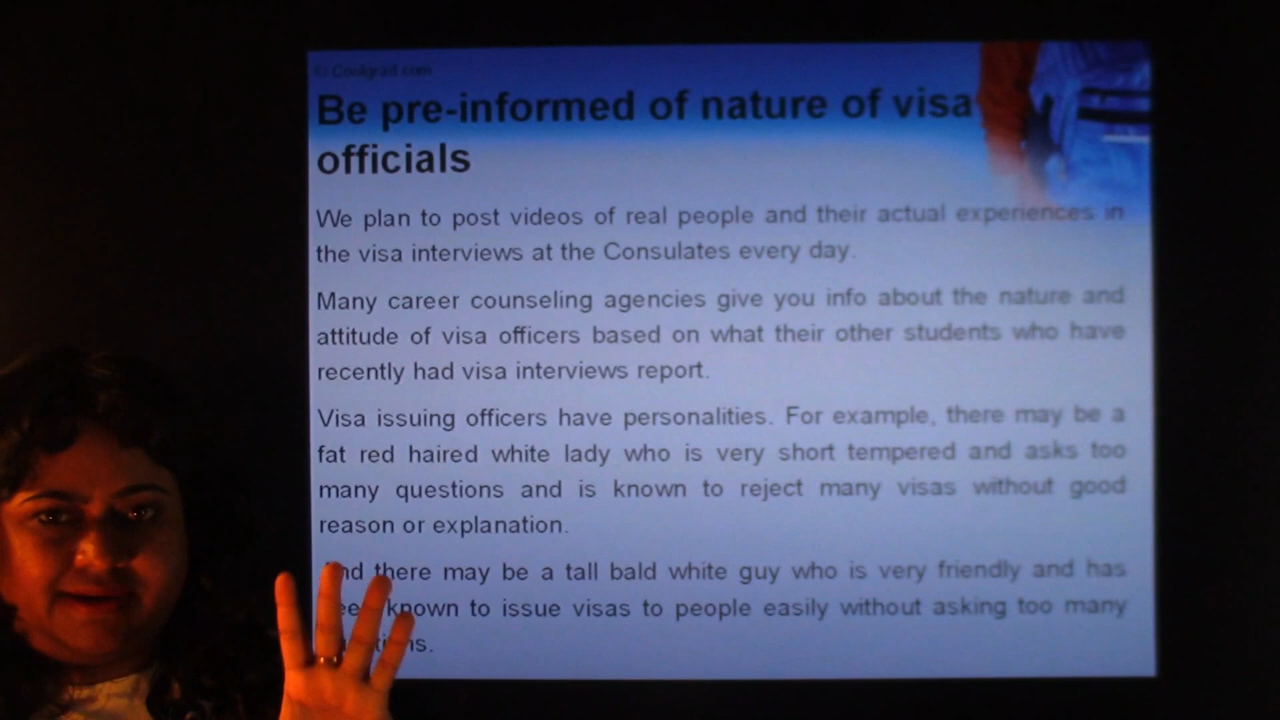 © Coolgrad.com
Be pre-informed of nature of visa
officials
We plan to post videos of real people and their actual experiences in
the visa interviews at the Consulates every day.
Many career counseling agencies give you info about the nature and
attitude of visa officers based on what their other students who have
recently had visa interviews report.
Visa issuing officers have personalities. For example, there may be a
fat red haired white lady who is very short tempered and asks too
many questions and is known to reject many visas without good
reason or explanation.
there may be a tall bald white guy who is very friendly and has
known to issue visas to people easily without asking too many